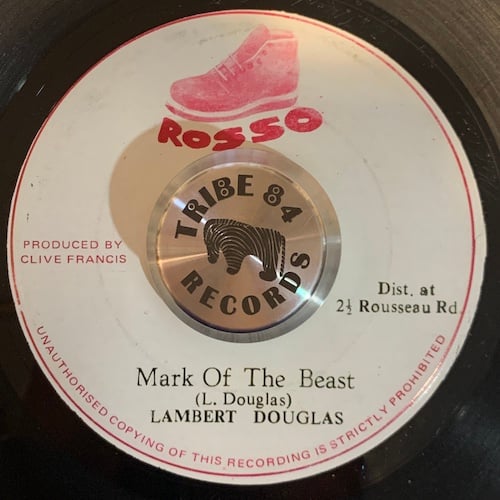 ROSSO
TRIBE 84
RECORDS
PRODUCED BY
CLIVE FRANCIS
Dist. at
2½ Rousseau Rd
Mark Of The Beast
(L. Douglas)
LAMBERT DOUGLAS
UNAUTHORISED COPYING OF THIS RECORDING IS STRICTLY PROHIBITED